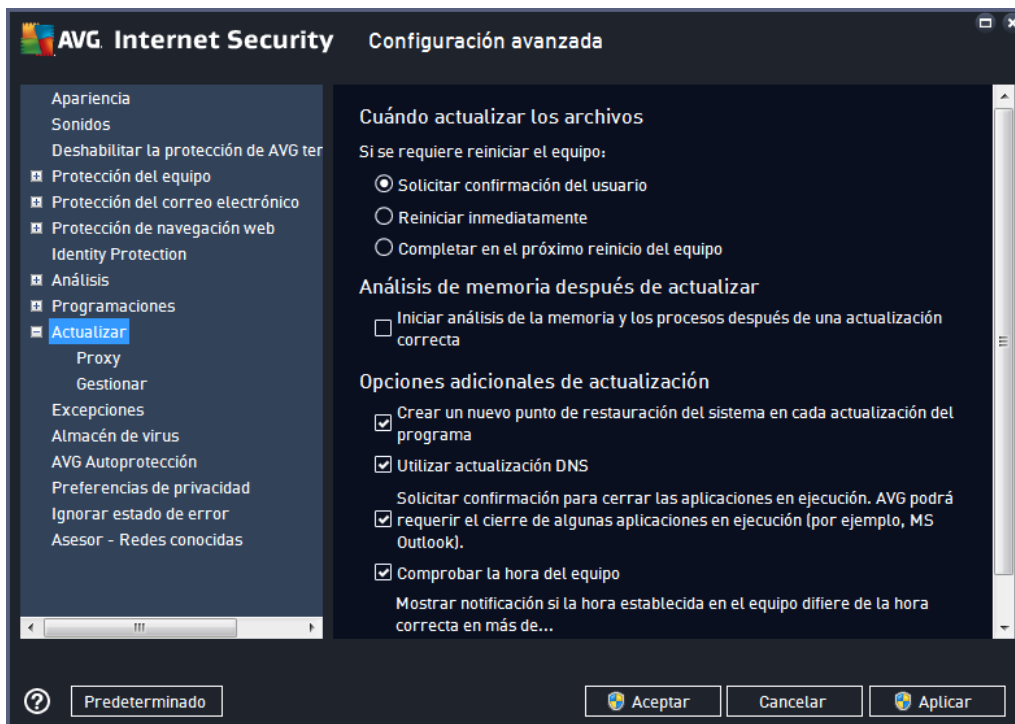 AVG. Internet Security
Configuración avanzada
Apariencia
Sonidos
Deshabilitar la protección de AVG ter
Protección del equipo
Protección del correo electrónico
Protección de navegación web
Identity Protection
Análisis
Programaciones
Actualizar
Proxy
Gestionar
Excepciones
Almacén de virus
AVG Autoprotección
Preferencias de privacidad
Ignorar estado de error
Asesor - Redes conocidas
Cuándo actualizar los archivos
Si se requiere reiniciar el equipo:
Solicitar confirmación del usuario
Reiniciar inmediatamente
Completar en el próximo reinicio del equipo
Análisis de memoria después de actualizar
Iniciar análisis de la memoria y los procesos después de una actualización
correcta
Opciones adicionales de actualización
Crear un nuevo punto de restauración del sistema en cada actualización del
programa
Utilizar actualización DNS
Solicitar confirmación para cerrar las aplicaciones en ejecución. AVG podrá
requerir el cierre de algunas aplicaciones en ejecución (por ejemplo, MS
Outlook).
Comprobar la hora del equipo
Mostrar notificación si la hora establecida en el equipo difiere de la hora
correcta en más de...
Predeterminado
Aceptar
Cancelar
Aplicar